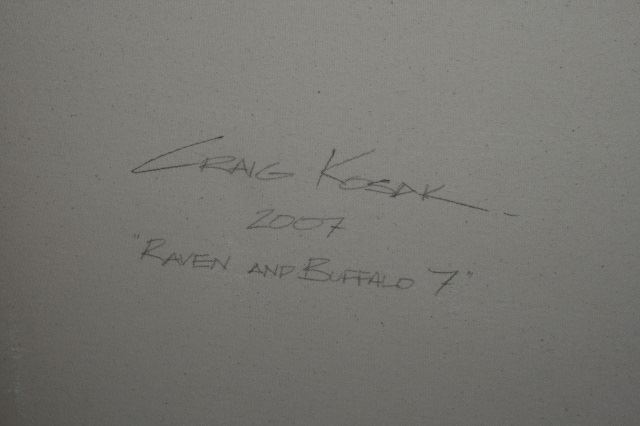 CRAIG KOSAK
2007
"RAVEN AND BUFFALO 7"